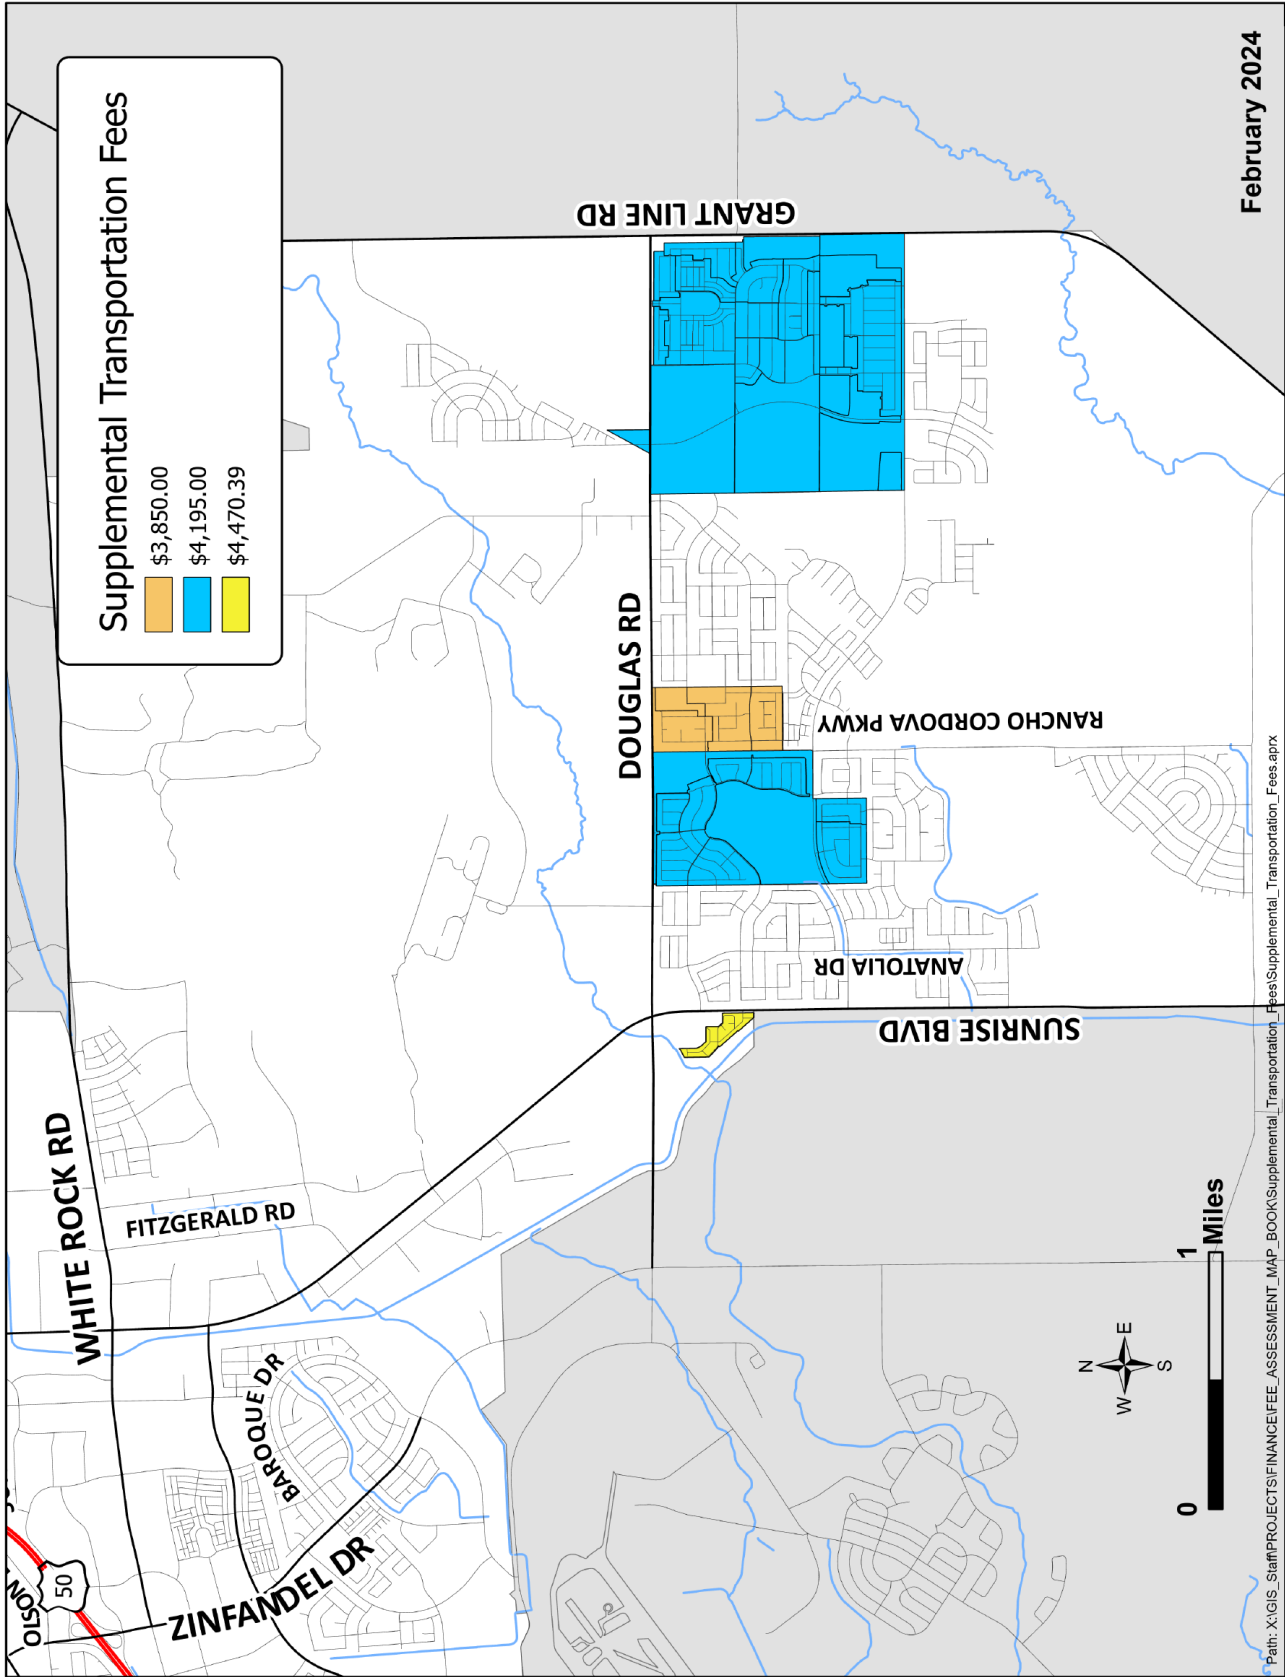 Supplemental Transportation Fees
$3,850.00
$4,195.00
$4,470.39
WHITE ROCK RD
FITZGERALD RD
OLSON
50
BAROQUE DR
ZINFANDEL DR
DOUGLAS RD
GRANT LINE RD
RANCHO CORDOVA PKWY
ANATOLIA DR
SUNRISE BLVD
N
W E
S
0 1
Miles
February 2024
Path: X:\GIS_Staff\PROJECTS\FINANCE\FEE_ASSESSMENT_MAP_BOOK\Supplemental_Transportation_Fees\Supplemental_Transportation_Fees.aprx